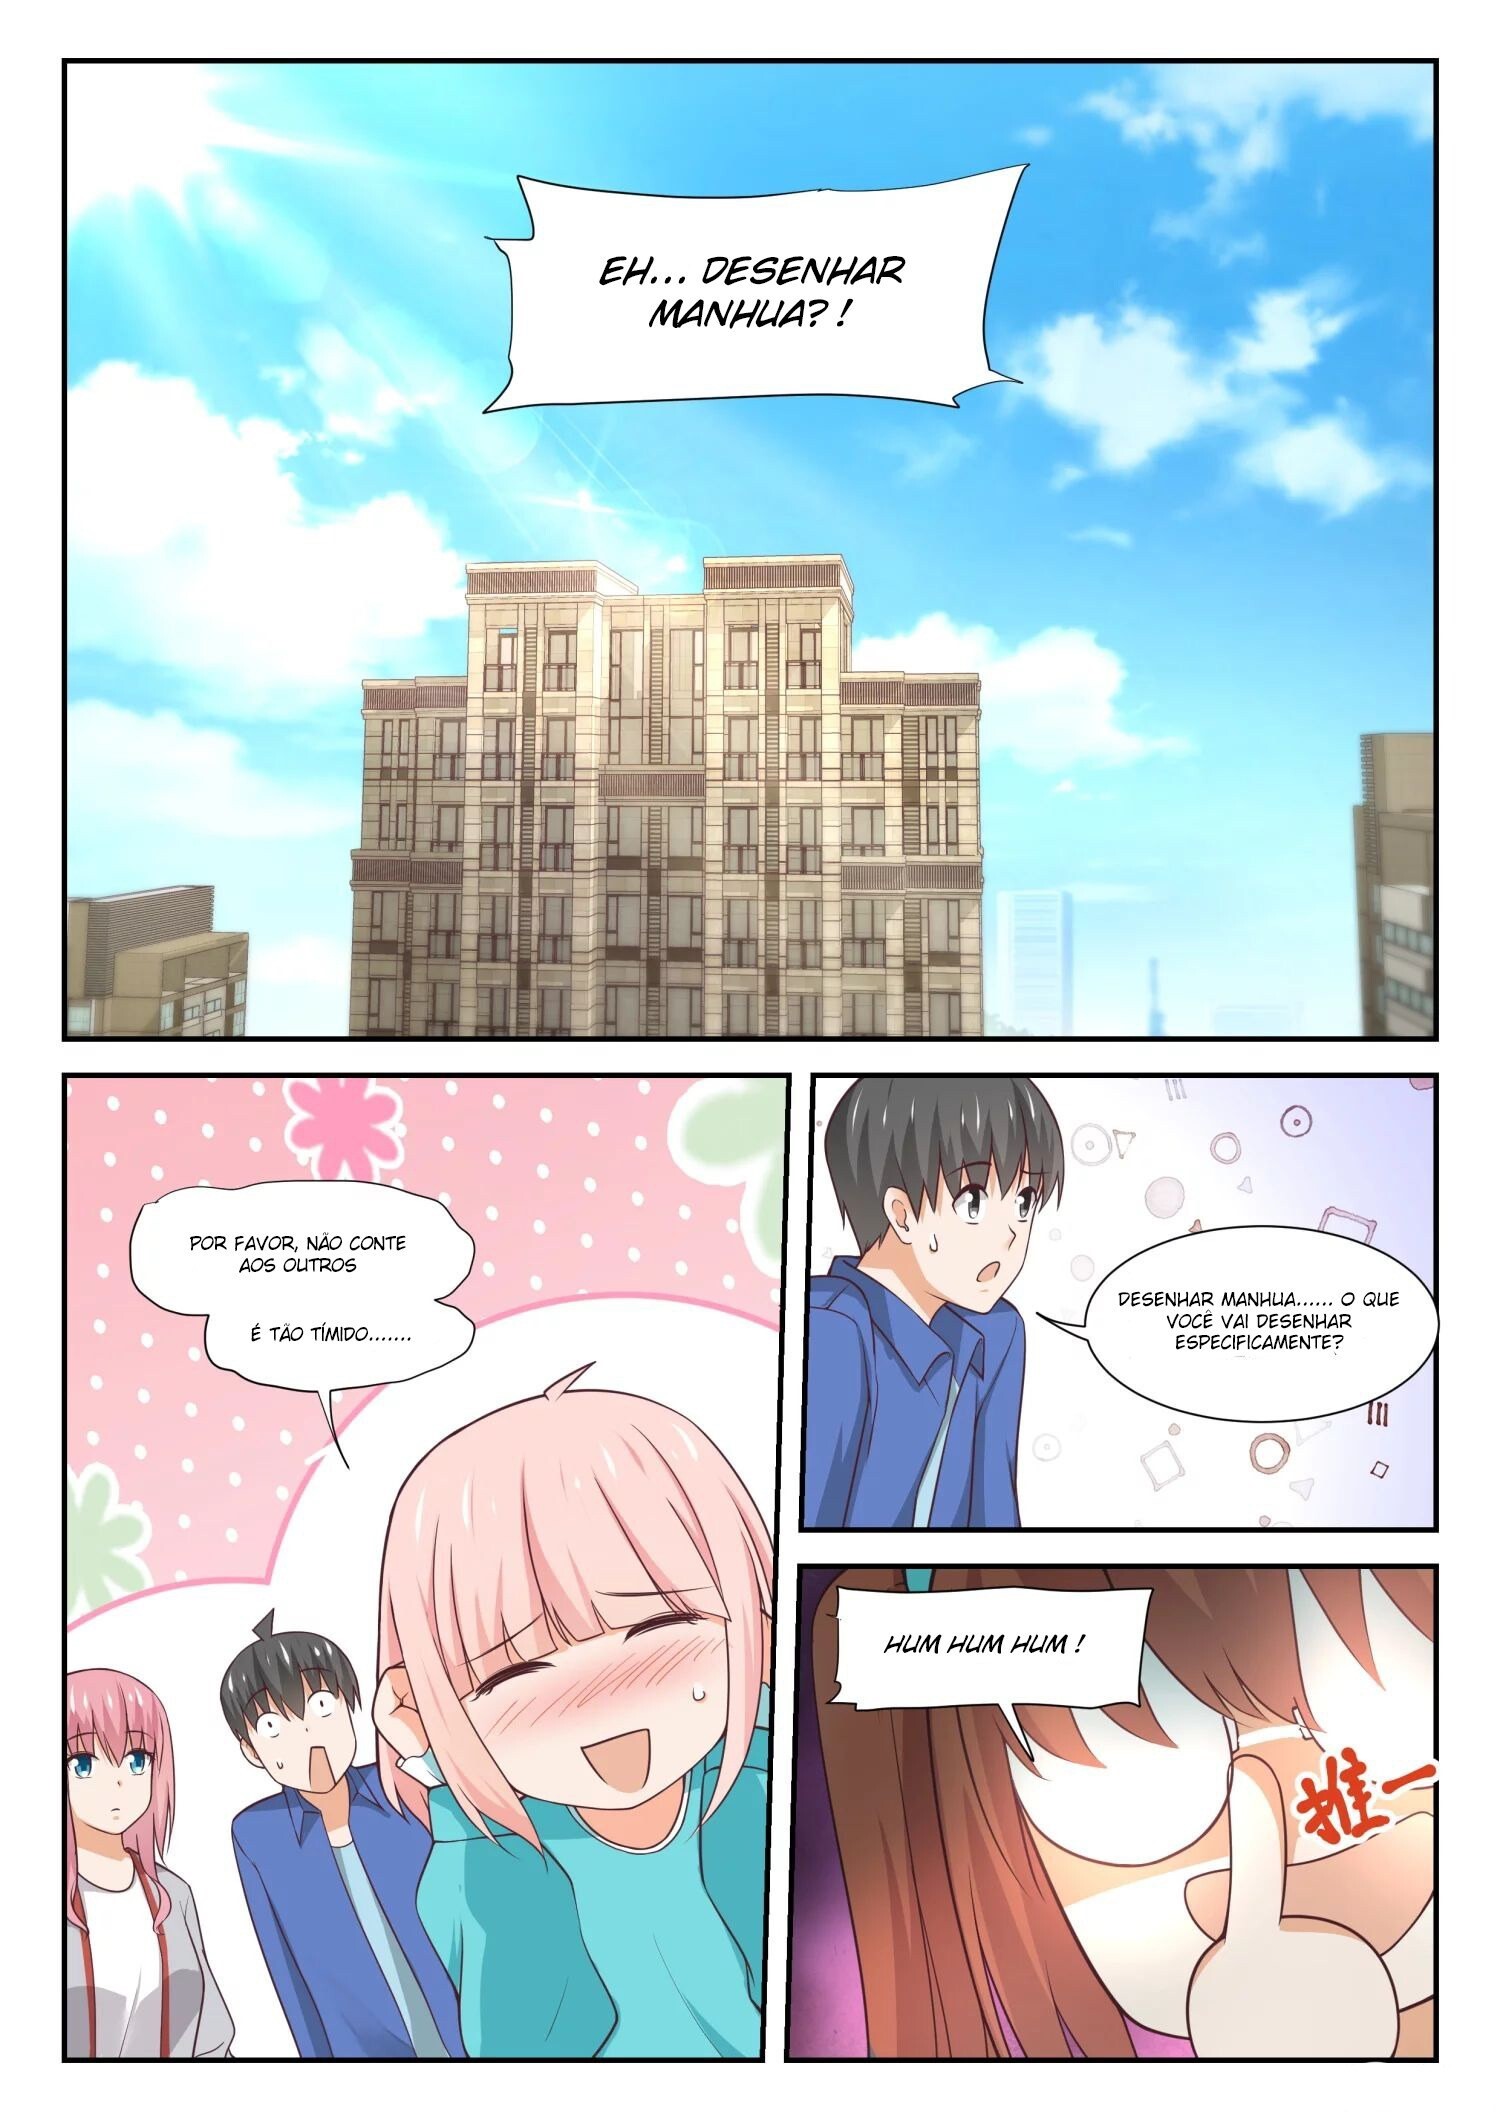 EH... DESENHAR
MANHUA?!
POR FAVOR, NÃO CONTE
AOS OUTROS
É TÃO TÍMIDO.......
DESENHAR MANHUA...... O QUE
VOCÊ VAI DESENHAR
ESPECIFICAMENTE?
HUM HUM HUM !
推一